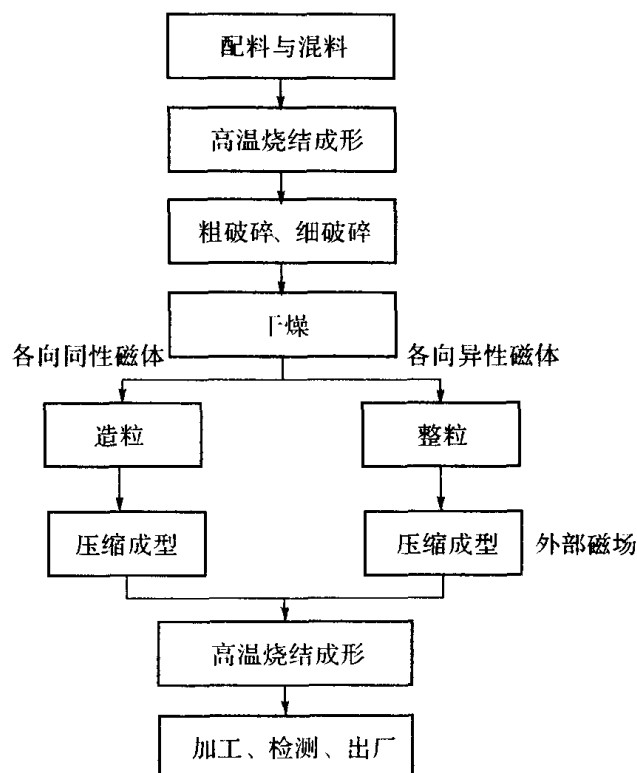 配料与混料
高温烧结成形
粗破碎、细破碎
干燥
各向同性磁体
各向异性磁体
造粒
整粒
压缩成型
压缩成型
外部磁场
高温烧结成形
加工、检测、出厂